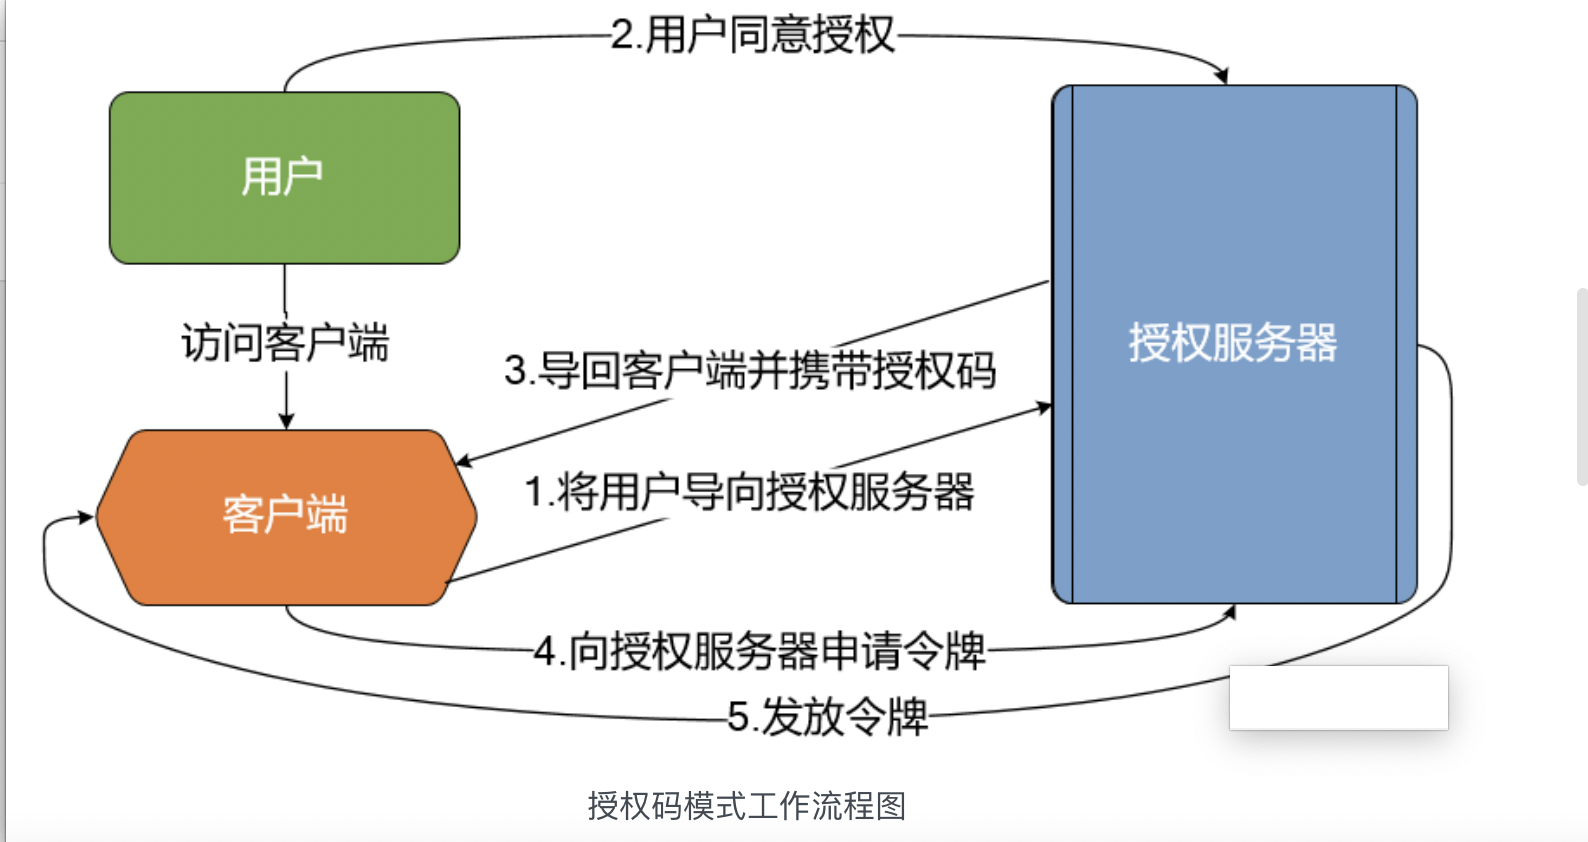 2.用户同意授权
用户
访问客户端
授权服务器
3.导回客户端并携带授权码
1.将用户导向授权服务器
客户端
4.向授权服务器申请令牌
5.发放令牌
授权码模式工作流程图